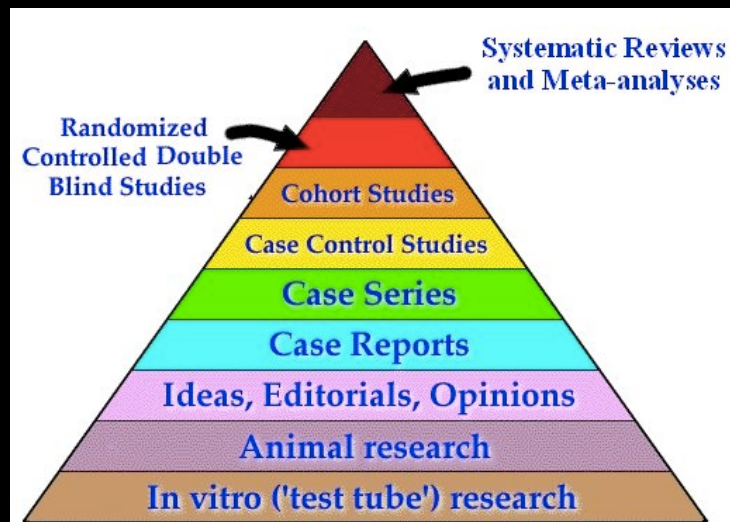 Systematic Reviews
and Meta-analyses
Randomized
Controlled Double
Blind Studies
Cohort Studies
Case Control Studies
Case Series
Case Reports
Ideas, Editorials, Opinions
Animal research
In vitro ('test tube') research